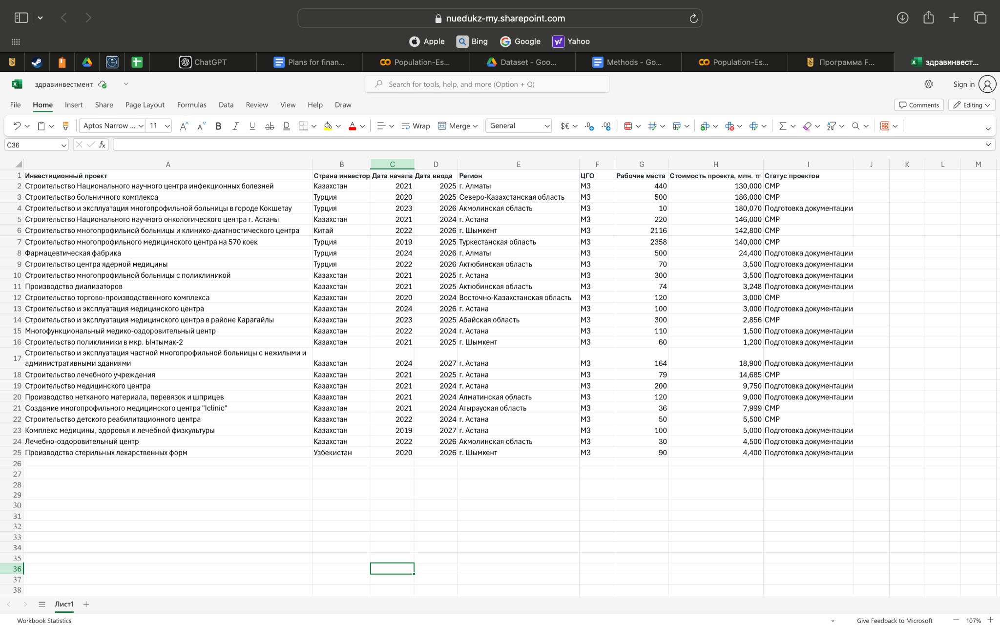 nuedukz-my.sharepoint.com
Apple Bing Google Yahoo
ChatGPT Plans for finan... Population-Es... Dataset - Goo... Methods - Go... Population-Es... Программа F... здравинвест...
здравинвестмент Search for tools, help, and more (Option + Q) Sign in
File Home Insert Share Page Layout Formulas Data Review View Help Draw Comments Editing
Aptos Narrow ... 11 Wrap Merge General
C36
A B C D E F G H I J K L M
1 Инвестиционный проект Страна инвестор Дата начала Дата ввода Регион ЦГО Рабочие места Стоимость проекта, млн. тг Статус проектов
2 Строительство Национального научного центра инфекционных болезней Казахстан 2021 2025 г. Алматы МЗ 440 130,000 СМР
3 Строительство больничного комплекса Турция 2020 2025 Северо-Казахстанская область МЗ 500 186,000 СМР
4 Строительство и эксплуатация многопрофильной больницы в городе Кокшетау Турция 2023 2026 Акмолинская область МЗ 10 180,070 Подготовка документации
5 Строительство Национального научного онкологического центра г. Астаны Казахстан 2021 2024 г. Астана МЗ 220 146,000 СМР
6 Строительство многопрофильной больницы и клинико-диагностического центра Китай 2022 2026 г. Шымкент МЗ 2116 142,800 СМР
7 Строительство многопрофильного медицинского центра на 570 коек Турция 2019 2025 Туркестанская область МЗ 2358 140,000 СМР
8 Фармацевтическая фабрика Турция 2024 2026 г. Алматы МЗ 500 24,400 Подготовка документации
9 Строительство центра ядерной медицины Турция 2022 2026 Актюбинская область МЗ 70 3,500 Подготовка документации
10 Строительство многопрофильной больницы с поликлиникой Казахстан 2021 2025 г. Астана МЗ 300 3,500 Подготовка документации
11 Производство диализаторов Казахстан 2021 2025 Актюбинская область МЗ 74 3,248 Подготовка документации
12 Строительство торгово-производственного комплекса Казахстан 2020 2024 Восточно-Казахстанская область МЗ 120 3,000 СМР
13 Строительство и эксплуатация медицинского центра Казахстан 2024 2026 г. Астана МЗ 100 3,000 Подготовка документации
14 Строительство и эксплуатация медицинского центра в районе Карагайлы Казахстан 2023 2025 Абайская область МЗ 300 2,856 СМР
15 Многофункциональный медико-оздоровительный центр Казахстан 2022 2024 г. Астана МЗ 110 1,500 Подготовка документации
16 Строительство поликлиники в мкр. Ынтымак-2 Казахстан 2021 2025 г. Шымкент МЗ 60 1,200 Подготовка документации
Строительство и эксплуатация частной многопрофильной больницы с нежилыми и
17 административными зданиями Казахстан 2024 2027 г. Астана МЗ 164 18,900 Подготовка документации
18 Строительство лечебного учреждения Казахстан 2021 2025 г. Астана МЗ 79 14,685 СМР
19 Строительство медицинского центра Казахстан 2021 2024 г. Астана МЗ 200 9,750 Подготовка документации
20 Производство нетканого материала, перевязок и шприцев Казахстан 2021 2024 Алматинская область МЗ 120 9,000 Подготовка документации
21 Создание многопрофильного медицинского центра "Iclinic" Казахстан 2021 2024 Атырауская область МЗ 36 7,999 СМР
22 Строительство детского реабилитационного центра Казахстан 2022 2024 г. Астана МЗ 50 5,500 СМР
23 Комплекс медицины, здоровья и лечебной физкультуры Казахстан 2019 2027 г. Астана МЗ 100 5,000 Подготовка документации
24 Лечебно-оздоровительный центр Казахстан 2022 2026 Акмолинская область МЗ 30 4,500 Подготовка документации
25 Производство стерильных лекарственных форм Узбекистан 2020 2026 г. Шымкент МЗ 90 4,400 Подготовка документации
26
27
28
29
30
31
32
33
34
35
36
37
38
Лист1
Workbook Statistics Give Feedback to Microsoft 107%